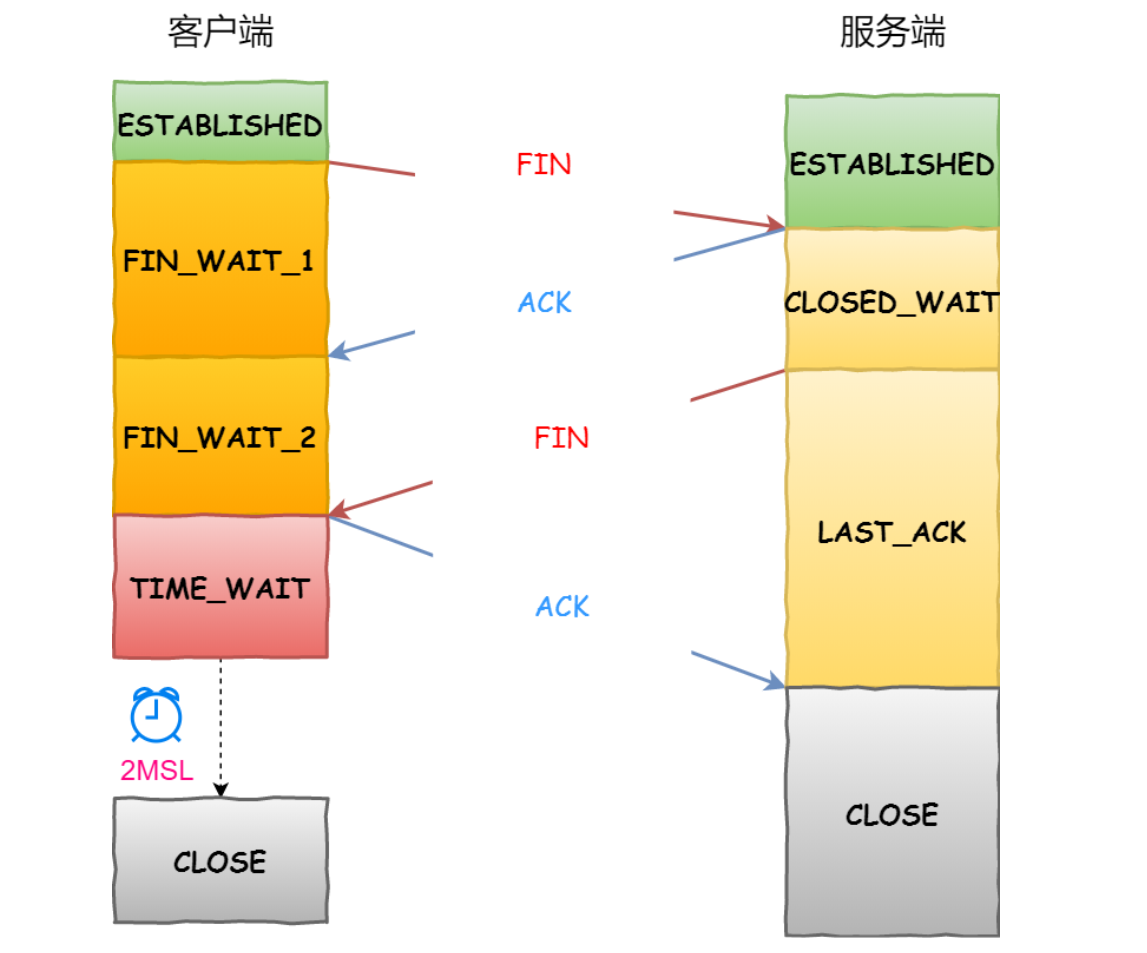 客户端
服务端
ESTABLISHED
FIN
ESTABLISHED
FIN_WAIT_1
ACK
CLOSED_WAIT
FIN_WAIT_2
FIN
LAST_ACK
TIME_WAIT
ACK
2MSL
CLOSE
CLOSE